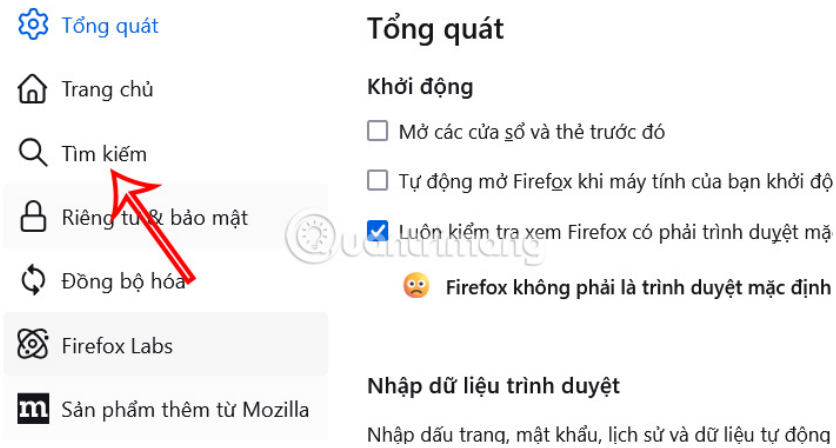 Tổng quát
Trang chủ
Tìm kiếm
Riêng tư & bảo mật
Đồng bộ hóa
Firefox Labs
m Sản phẩm thêm từ Mozilla
Tổng quát
Khởi động
Mở các cửa sổ và thẻ trước đó
Tự động mở Firefox khi máy tính của bạn khởi độ
Luôn kiểm tra xem Firefox có phải trình duyệt mặ
Firefox không phải là trình duyệt mặc định
Nhập dữ liệu trình duyệt
Nhập dấu trang, mật khẩu, lịch sử và dữ liệu tự động
Quantrimang